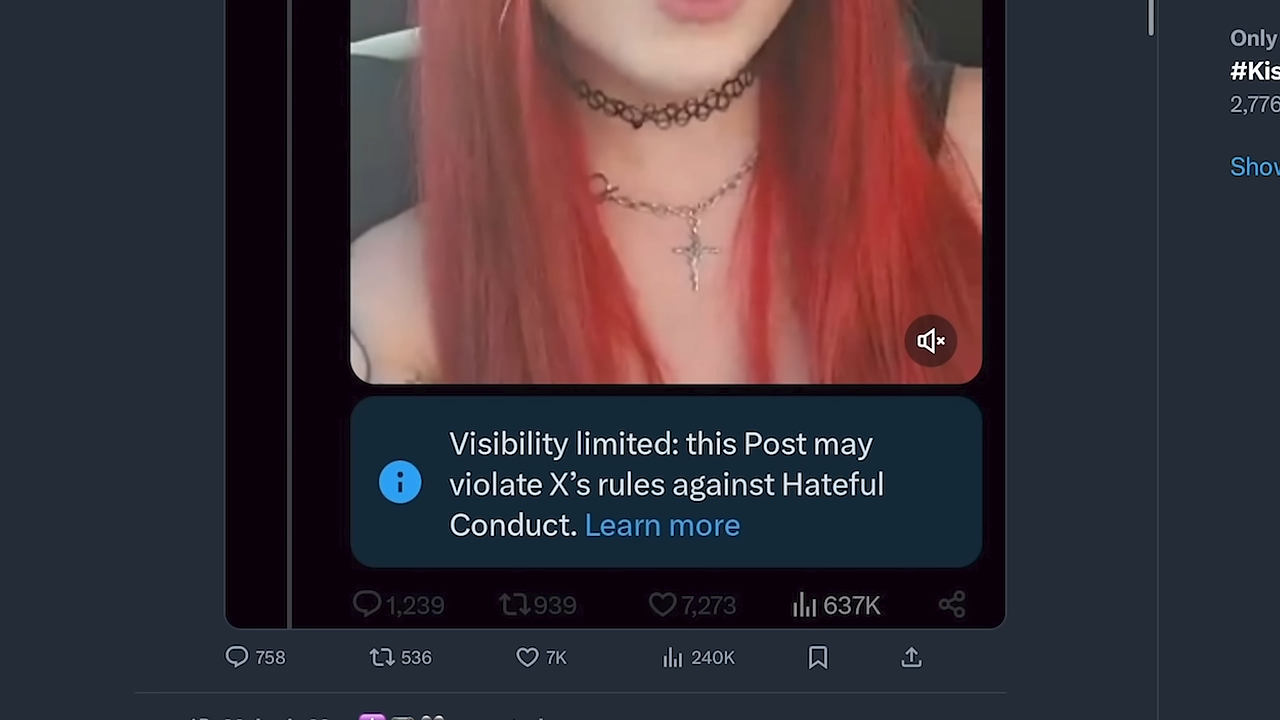 Only
#Kis
2,776
Show
Visibility limited: this Post may
violate X's rules against Hateful
Conduct. Learn more
1,239 939 7,273 637K
758 536 7K 240K